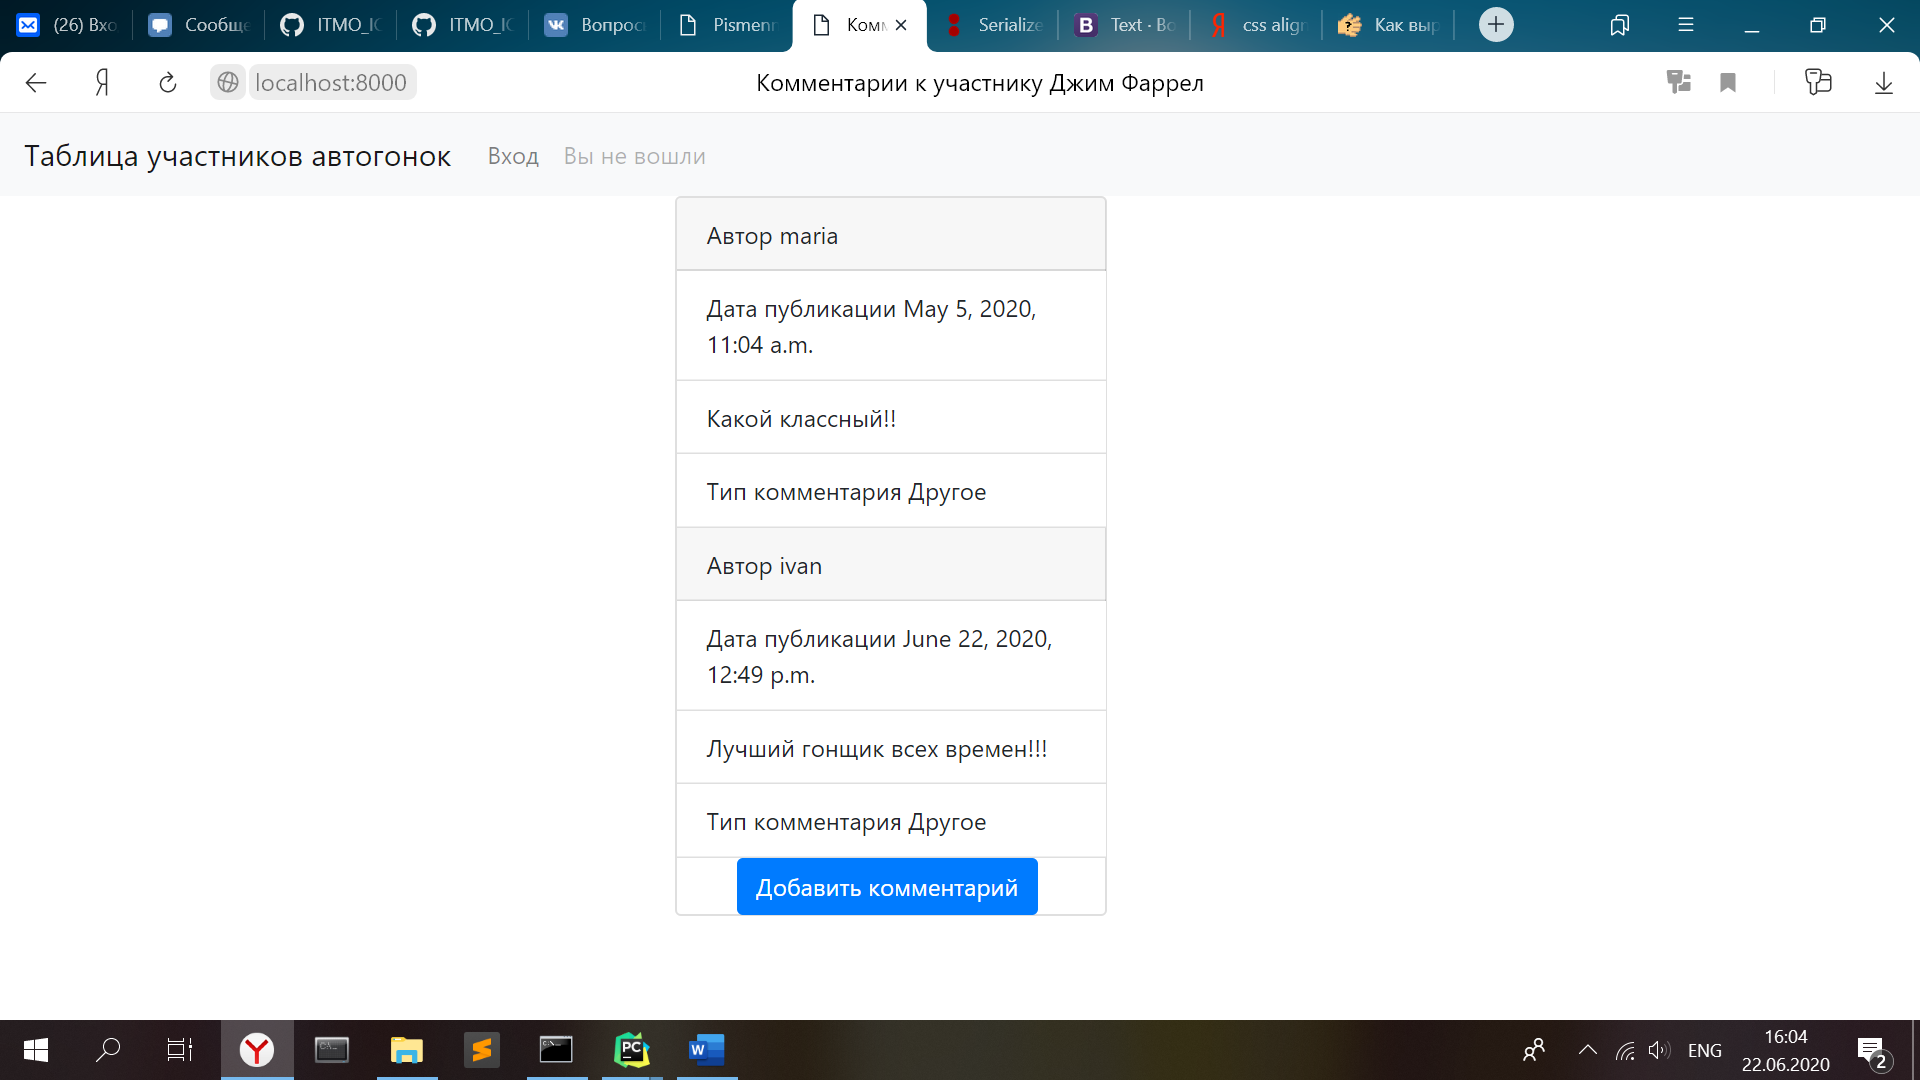 (26) Вхо
Сообще
ITMO_IC
ITMO_IC
Вопрос
Pismenn
Комм
Serialize
Text · Bo
css align
Как выр
localhost:8000
Комментарии к участнику Джим Фаррел
Таблица участников автогонок
Вход
Вы не вошли
Автор maria
Дата публикации May 5, 2020,
11:04 a.m.
Какой классный!!
Тип комментария Другое
Автор ivan
Дата публикации June 22, 2020,
12:49 p.m.
Лучший гонщик всех времен!!!
Тип комментария Другое
Добавить комментарий
ENG
16:04
22.06.2020
2